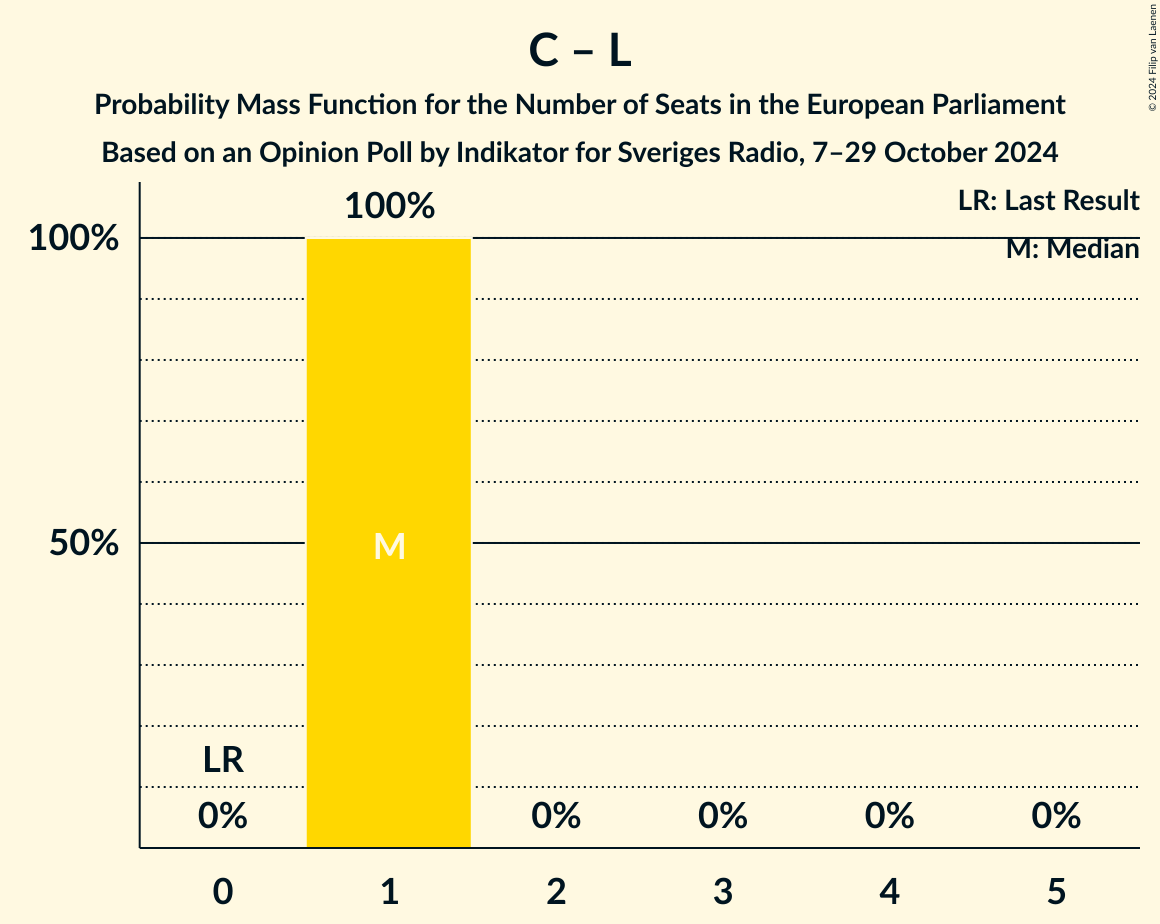 C – L
Probability Mass Function for the Number of Seats in the European Parliament
Based on an Opinion Poll by Indikator for Sveriges Radio, 7–29 October 2024
© 2024 Filip van Laenen
LR: Last Result
M: Median
100%
100%
50%
M
LR
0%
0%
0%
0%
0%
0
1
2
3
4
5